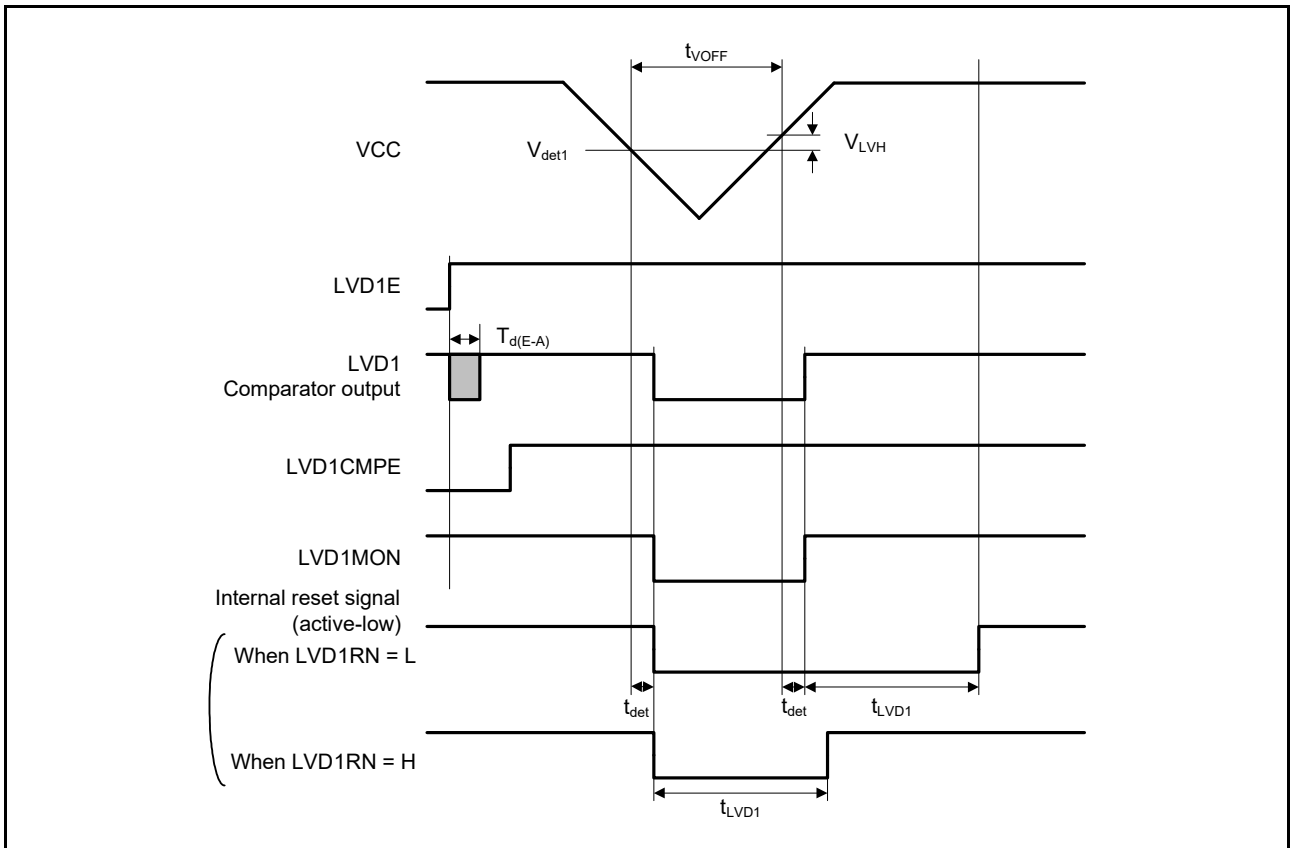 tVOFF
VCC
Vdet1
VLVH
LVD1E
Td(E-A)
LVD1
Comparator output
LVD1CMPE
LVD1MON
Internal reset signal
(active-low)
When LVD1RN = L
tdet
tdet
tLVD1
When LVD1RN = H
tLVD1